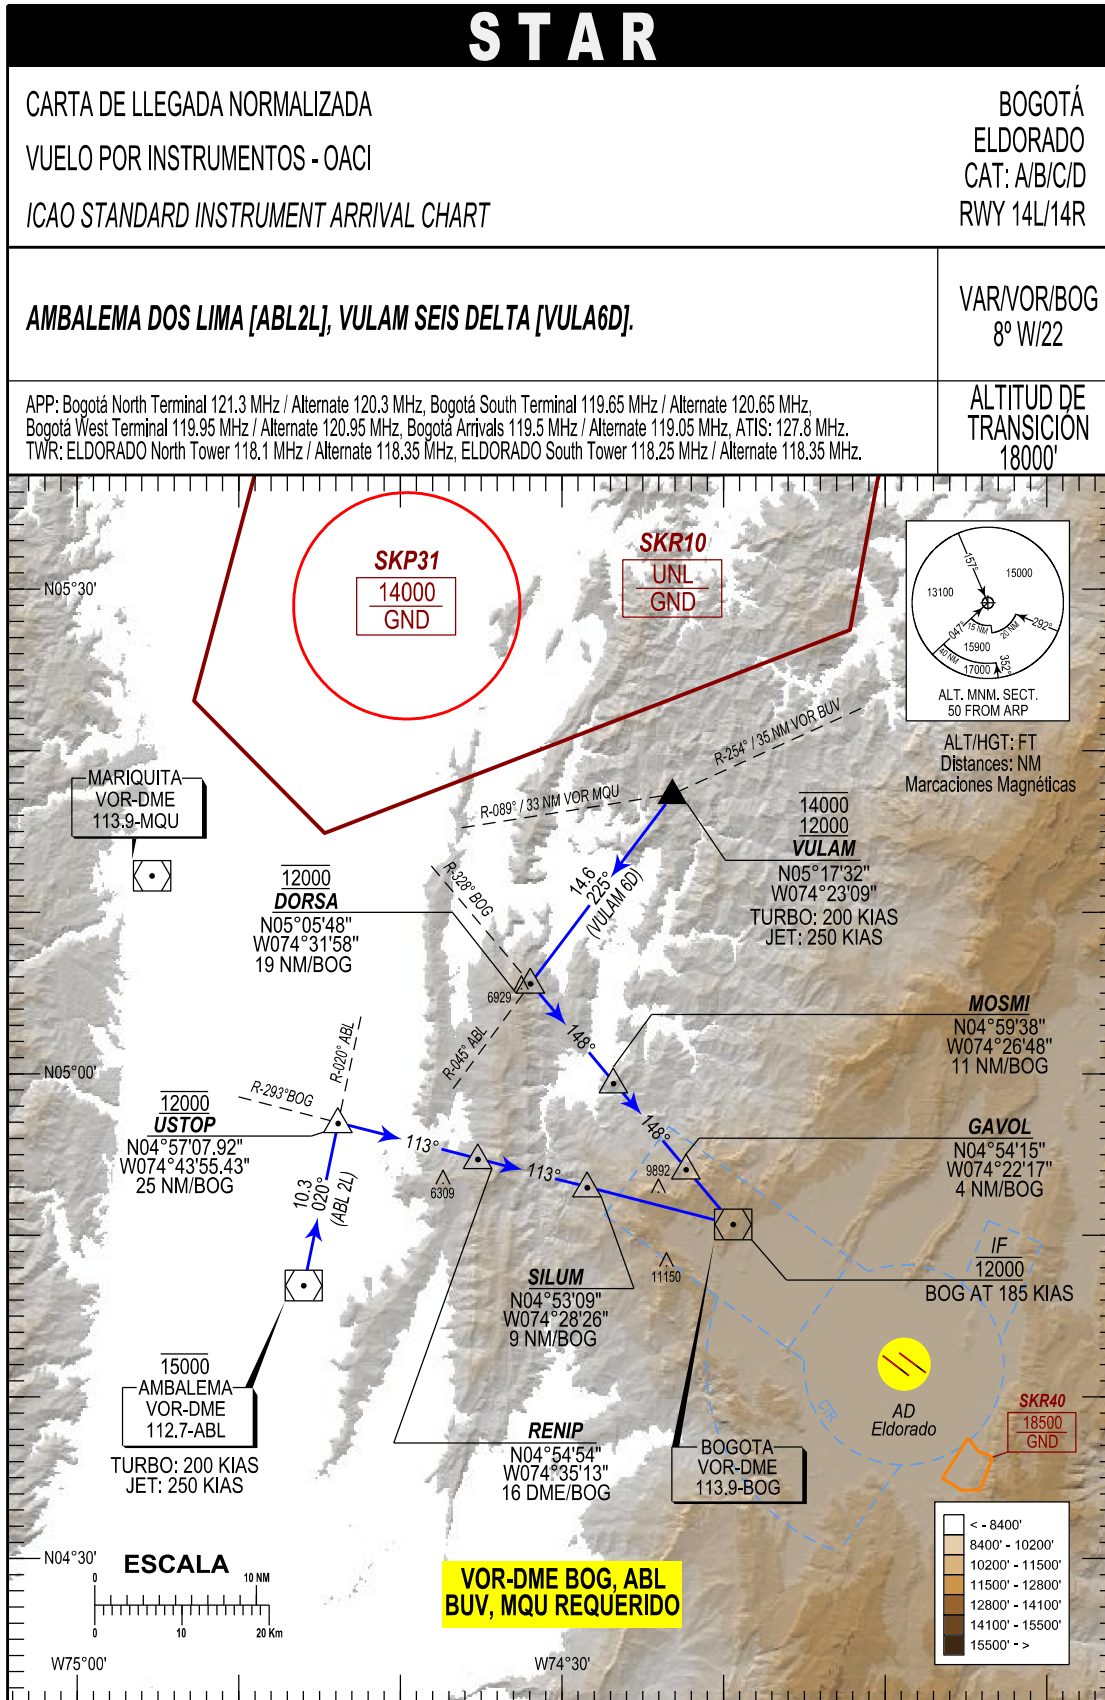 STAR
CARTA DE LLEGADA NORMALIZADA
VUELO POR INSTRUMENTOS - OACI
ICAO STANDARD INSTRUMENT ARRIVAL CHART
BOGOTÁ
ELDORADO
CAT: A/B/C/D
RWY 14L/14R
AMBALEMA DOS LIMA [ABL2L], VULAM SEIS DELTA [VULA6D].
VAR/VOR/BOG
8º W/22
APP: Bogotá North Terminal 121.3 MHz / Alternate 120.3 MHz, Bogotá South Terminal 119.65 MHz / Alternate 120.65 MHz,
Bogotá West Terminal 119.95 MHz / Alternate 120.95 MHz, Bogotá Arrivals 119.5 MHz / Alternate 119.05 MHz, ATIS: 127.8 MHz.
TWR: ELDORADO North Tower 118.1 MHz / Alternate 118.35 MHz, ELDORADO South Tower 118.25 MHz / Alternate 118.35 MHz.
ALTITUD DE
TRANSICIÓN
18000'
SKP31
14000
GND
SKR10
UNL
GND
N05°30'
157°
15000
13100
047°
15 NM
20 NM
292°
15900
40 NM
17000
352°
ALT. MNM. SECT.
50 FROM ARP
ALT/HGT: FT
Distances: NM
Marcaciones Magnéticas
R-254° / 35 NM VOR BUV
R-089° / 33 NM VOR MQU
MARIQUITA
VOR-DME
113.9-MQU
14000
12000
VULAM
N05°17'32"
W074°23'09"
TURBO: 200 KIAS
JET: 250 KIAS
14.6
225°
(VULAM 6D)
12000
DORSA
N05°05'48"
W074°31'58"
19 NM/BOG
R-328° BOG
6929
R-045° ABL
148°
MOSMI
N04°59'38"
W074°26'48"
11 NM/BOG
N05°00'
R-020° ABL
R-293°BOG
12000
USTOP
N04°57'07.92"
W074°43'55.43"
25 NM/BOG
113°
148°
GAVOL
N04°54'15"
W074°22'17"
4 NM/BOG
6309
113°
9892
10.3
020°
(ABL 2L)
11150
IF
12000
BOG AT 185 KIAS
SILUM
N04°53'09"
W074°28'26"
9 NM/BOG
15000
AMBALEMA
VOR-DME
112.7-ABL
TURBO: 200 KIAS
JET: 250 KIAS
RENIP
N04°54'54"
W074°35'13"
16 DME/BOG
BOGOTA
VOR-DME
113.9-BOG
CTR
AD
Eldorado
SKR40
18500
GND
< - 8400'
8400' - 10200'
10200' - 11500'
11500' - 12800'
12800' - 14100'
14100' - 15500'
15500' - >
N04°30'
ESCALA
0 10 NM
0 10 20 Km
VOR-DME BOG, ABL
BUV, MQU REQUERIDO
W75°00'
W74°30'